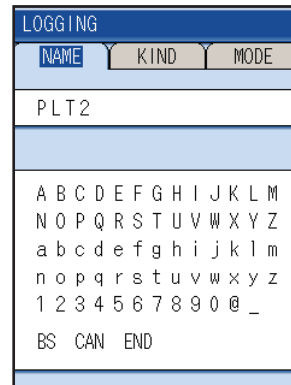 LOGGING
NAME KIND MODE
PLT2
A B C D E F G H I J K L M
N O P Q R S T U V W X Y Z
a b c d e f g h i j k l m
n o p q r s t u v w x y z
1 2 3 4 5 6 7 8 9 0 @ _
BS CAN END